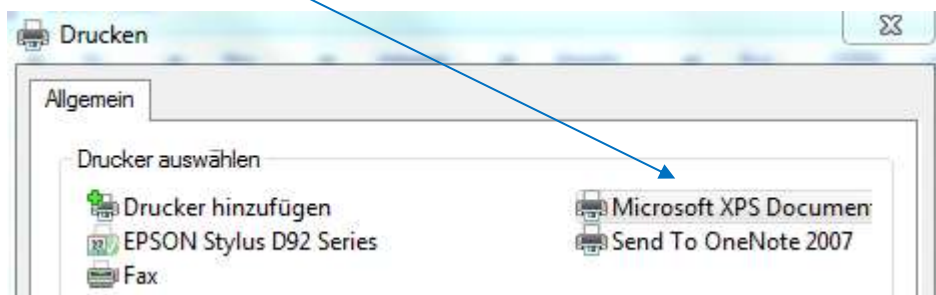 Drucken
Allgemein
Drucker auswählen
Drucker hinzufügen
Microsoft XPS Documen
EPSON Stylus D92 Series
Send To OneNote 2007
Fax